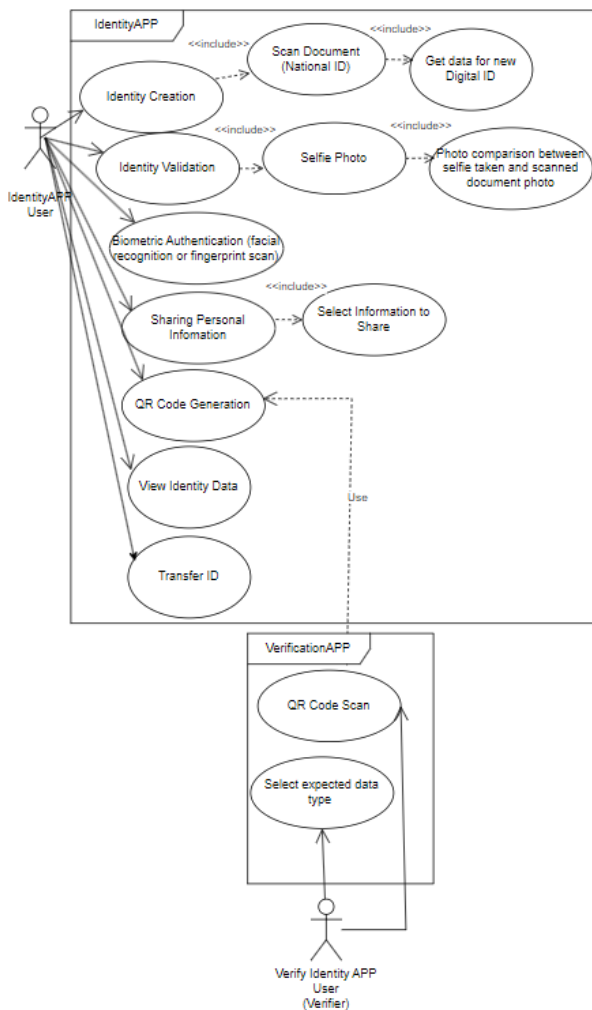 IdentityAPP
<<include>>
Scan Document
(National ID)
<<include>>
Get data for new
Digital ID
Identity Creation
<<include>>
<<include>>
Identity Validation
Selfie Photo
Photo comparison between
selfie taken and scanned
document photo
IdentityAPP
User
Biometric Authentication (facial
recognition or fingerprint scan)
<<include>>
Sharing Personal
Infomation
Select Information to
Share
QR Code Generation
View Identity Data
Use
Transfer ID
VerificationAPP
QR Code Scan
Select expected data
type
Verify Identity APP
User
(Verifier)